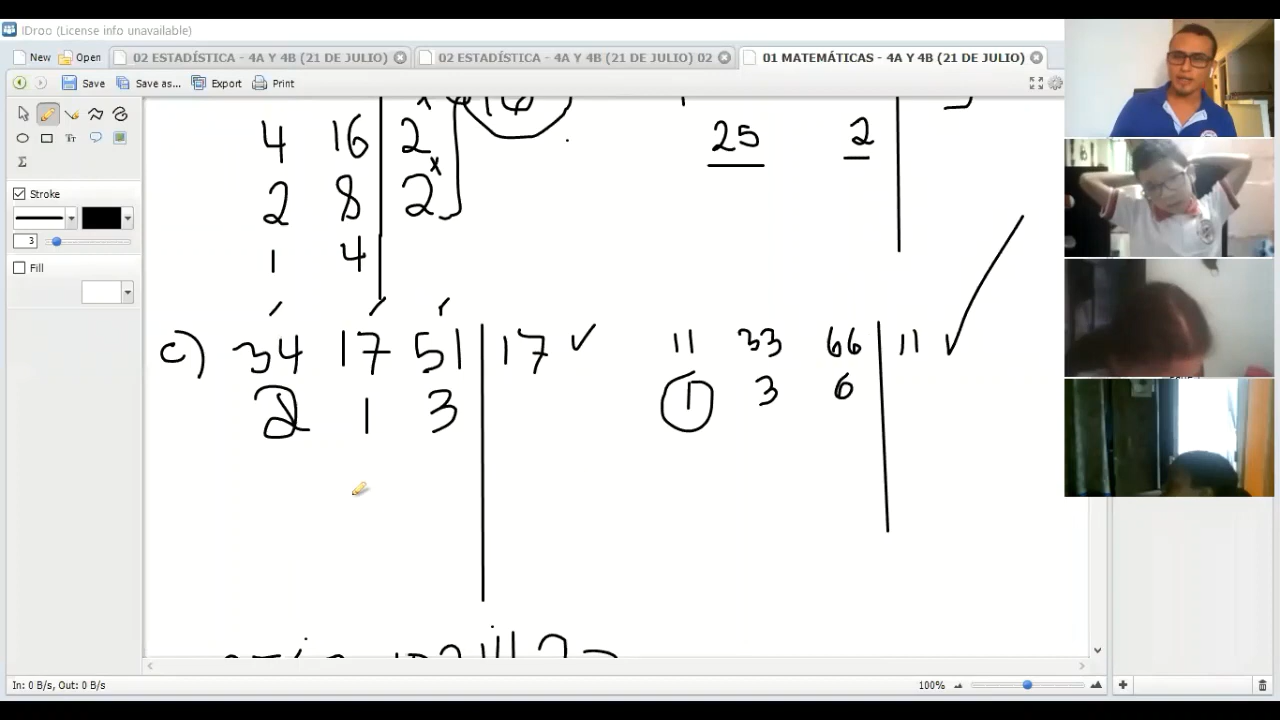 IDroo (License info unavailable)
New Open 02 ESTADÍSTICA - 4A Y 4B (21 DE JULIO) 02 ESTADÍSTICA - 4A Y 4B (21 DE JULIO) 02 01 MATEMÁTICAS - 4A Y 4B (21 DE JULIO)
Save Save as... Export Print
4 16 2 25 2
x
2 8 2
1 4
c) 34 17 51 17 ✓ 11 33 66 11 ✓
2 1 3 1 3 6
Stroke
3
Fill
In: 0 B/s, Out: 0 B/s 100%